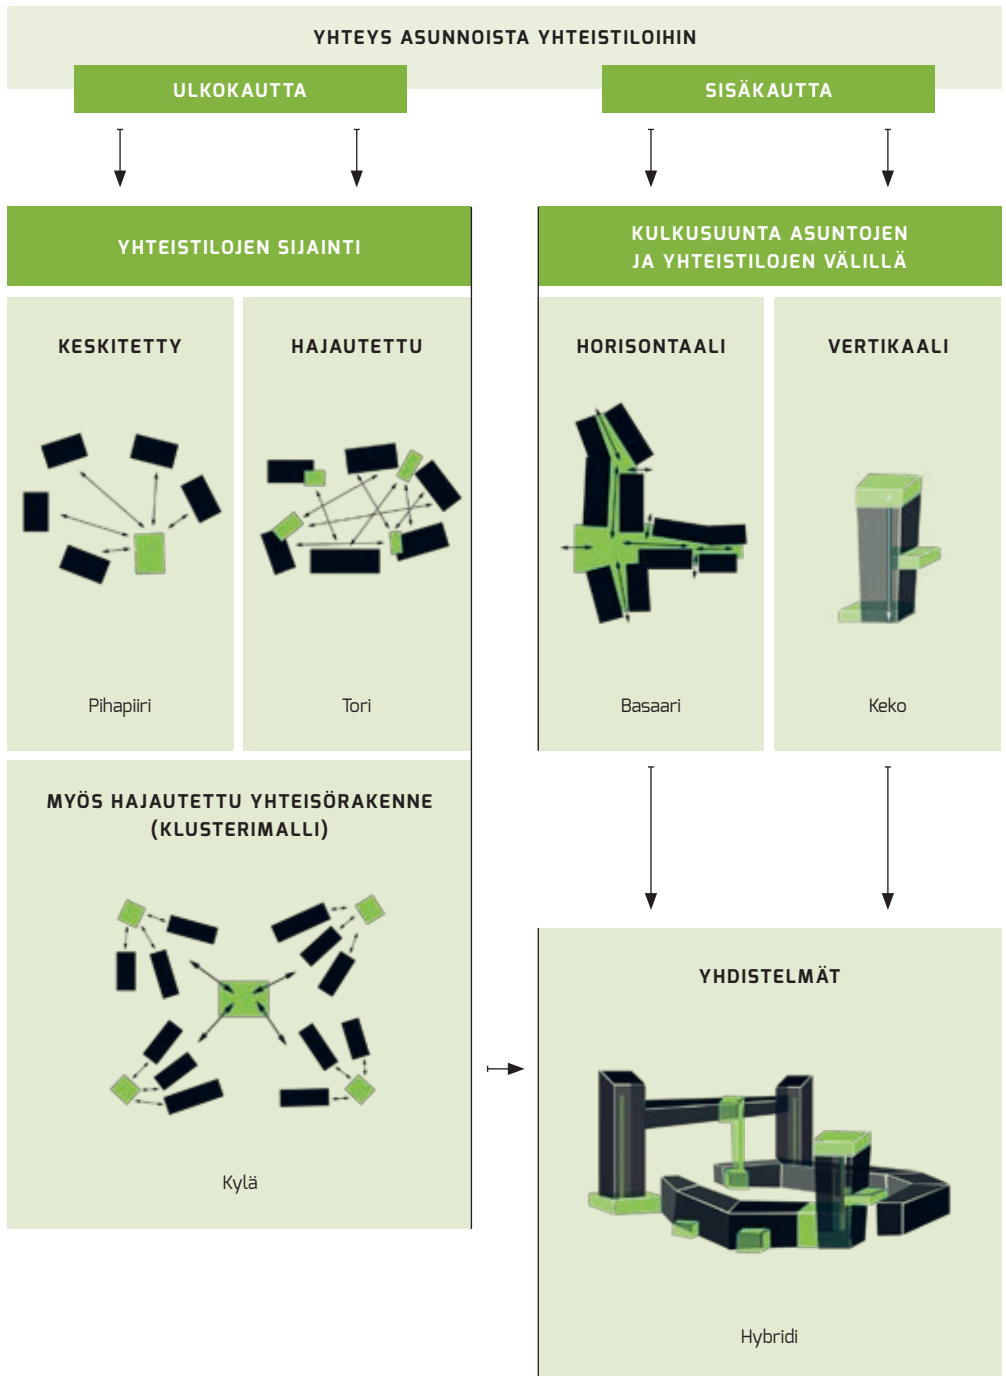 YHTEYS ASUNNOISTA YHTEISTILOIHIN
ULKOKAUTTA
SISÄKAUTTA
YHTEISTILOJEN SIJAINTI
KULKUSUUNTA ASUNTOJEN
JA YHTEISTILOJEN VÄLILLÄ
KESKITETTY
HAJAUTETTU
HORISONTAALI
VERTIKAALI
Pihapiiri
Tori
Basaari
Keko
MYÖS HAJAUTETTU YHTEISÖRAKENNE
(KLUSTERIMALLI)
Kylä
YHDISTELMÄT
Hybridi